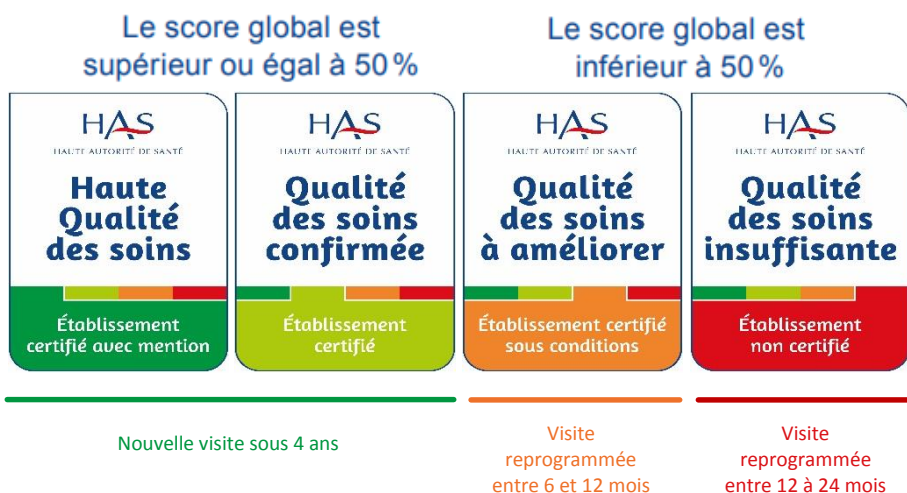 Le score global est
supérieur ou égal à 50 %
Le score global est
inférieur à 50 %
HAS
HAUTE AUTORITÉ DE SANTÉ
Haute
Qualité
des soins
Établissement
certifié avec mention
HAS
HAUTE AUTORITÉ DE SANTÉ
Qualité
des soins
confirmée
Établissement
certifié
HAS
HAUTE AUTORITÉ DE SANTÉ
Qualité
des soins
à améliorer
Établissement certifié
sous conditions
HAS
HAUTE AUTORITÉ DE SANTÉ
Qualité
des soins
insuffisante
Établissement
non certifié
Nouvelle visite sous 4 ans
Visite
reprogrammée
entre 6 et 12 mois
Visite
reprogrammée
entre 12 à 24 mois